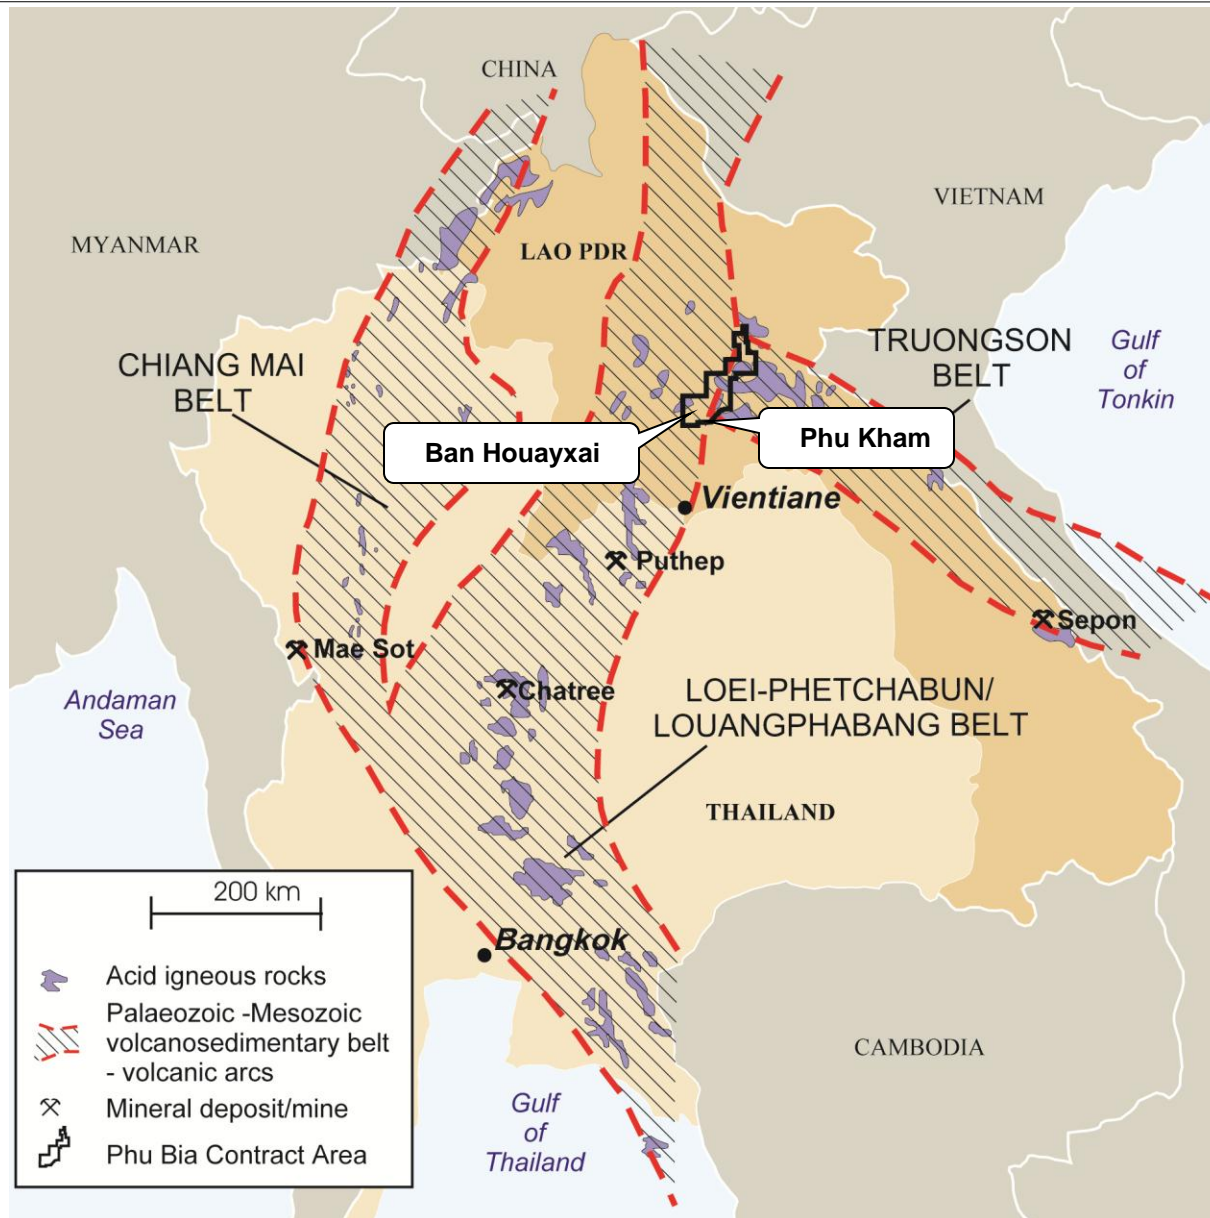 CHINA
VIETNAM
MYANMAR
LAO PDR
CHIANG MAI
BELT
TRUONGSON
BELT
Gulf
of
Tonkin
Ban Houayxai
Phu Kham
Vientiane
Puthep
Sepon
Mae Sot
Chatree
Andaman
Sea
LOEI-PHETCHABUN/
LOUANGPHABANG BELT
THAILAND
Bangkok
CAMBODIA
Gulf
of
Thailand
200 km
Acid igneous rocks
Palaeozoic -Mesozoic
volcanosedimentary belt
- volcanic arcs
Mineral deposit/mine
Phu Bia Contract Area